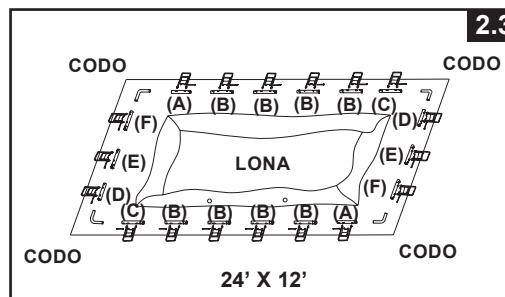 2.3
CODO CODO
(A) (B) (B) (B) (B) (C)
(F) (D)
(E) LONA (E)
(D) (F)
(C) (B) (B) (B) (B) (A)
CODO CODO
24’ X 12’